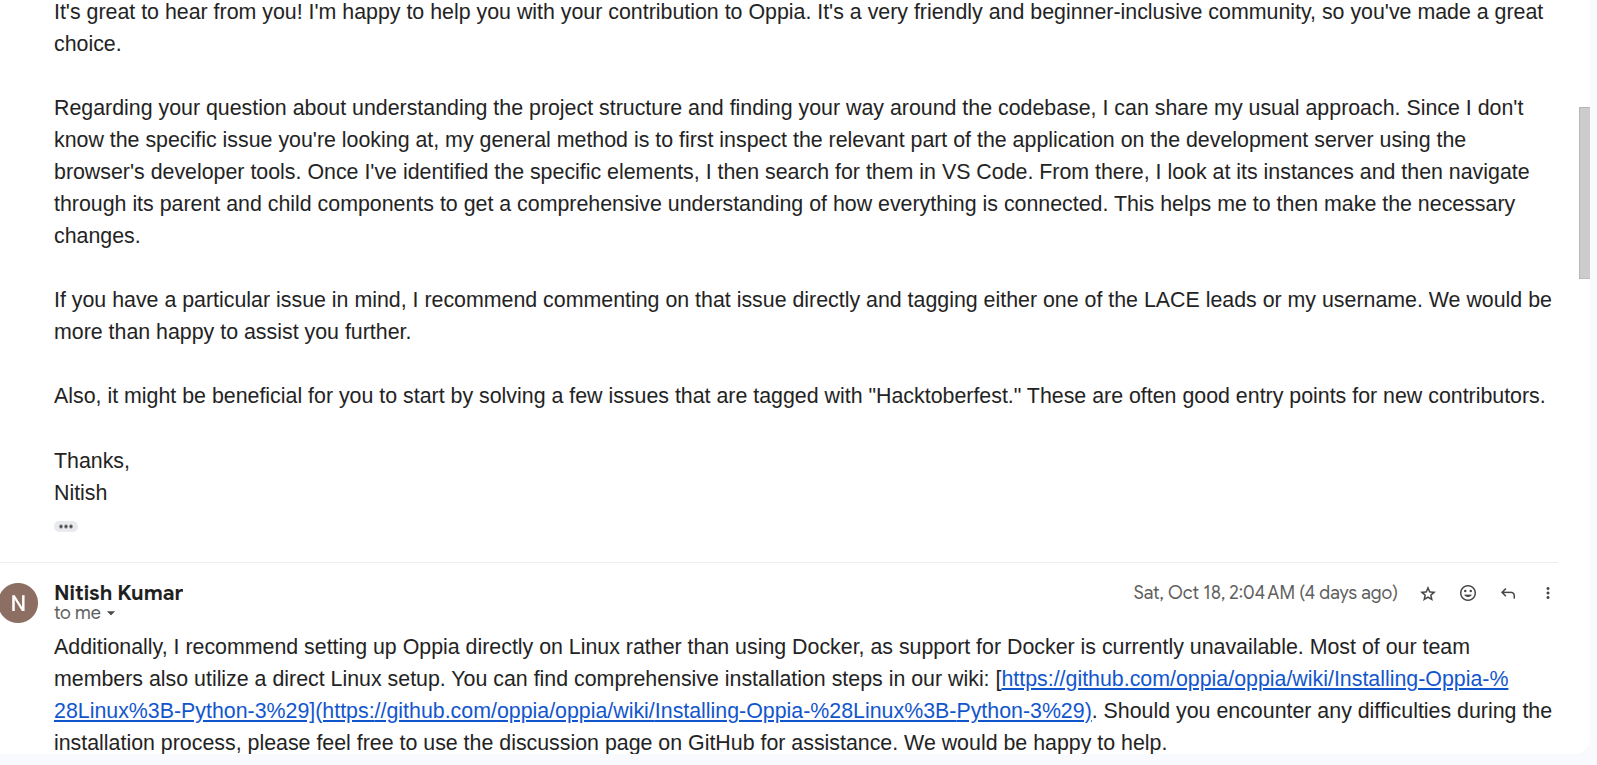 It's great to hear from you! I'm happy to help you with your contribution to Oppia. It's a very friendly and beginner-inclusive community, so you've made a great
choice.
Regarding your question about understanding the project structure and finding your way around the codebase, I can share my usual approach. Since I don't
know the specific issue you're looking at, my general method is to first inspect the relevant part of the application on the development server using the
browser's developer tools. Once I've identified the specific elements, I then search for them in VS Code. From there, I look at its instances and then navigate
through its parent and child components to get a comprehensive understanding of how everything is connected. This helps me to then make the necessary
changes.
If you have a particular issue in mind, I recommend commenting on that issue directly and tagging either one of the LACE leads or my username. We would be
more than happy to assist you further.
Also, it might be beneficial for you to start by solving a few issues that are tagged with "Hacktoberfest." These are often good entry points for new contributors.
Thanks,
Nitish
N
Nitish Kumar
Sat, Oct 18, 2:04 AM (4 days ago)
to me
Additionally, I recommend setting up Oppia directly on Linux rather than using Docker, as support for Docker is currently unavailable. Most of our team
members also utilize a direct Linux setup. You can find comprehensive installation steps in our wiki: [https://github.com/oppia/oppia/wiki/Installing-Oppia-%
28Linux%3B-Python-3%29](https://github.com/oppia/oppia/wiki/Installing-Oppia-%28Linux%3B-Python-3%29). Should you encounter any difficulties during the
installation process, please feel free to use the discussion page on GitHub for assistance. We would be happy to help.